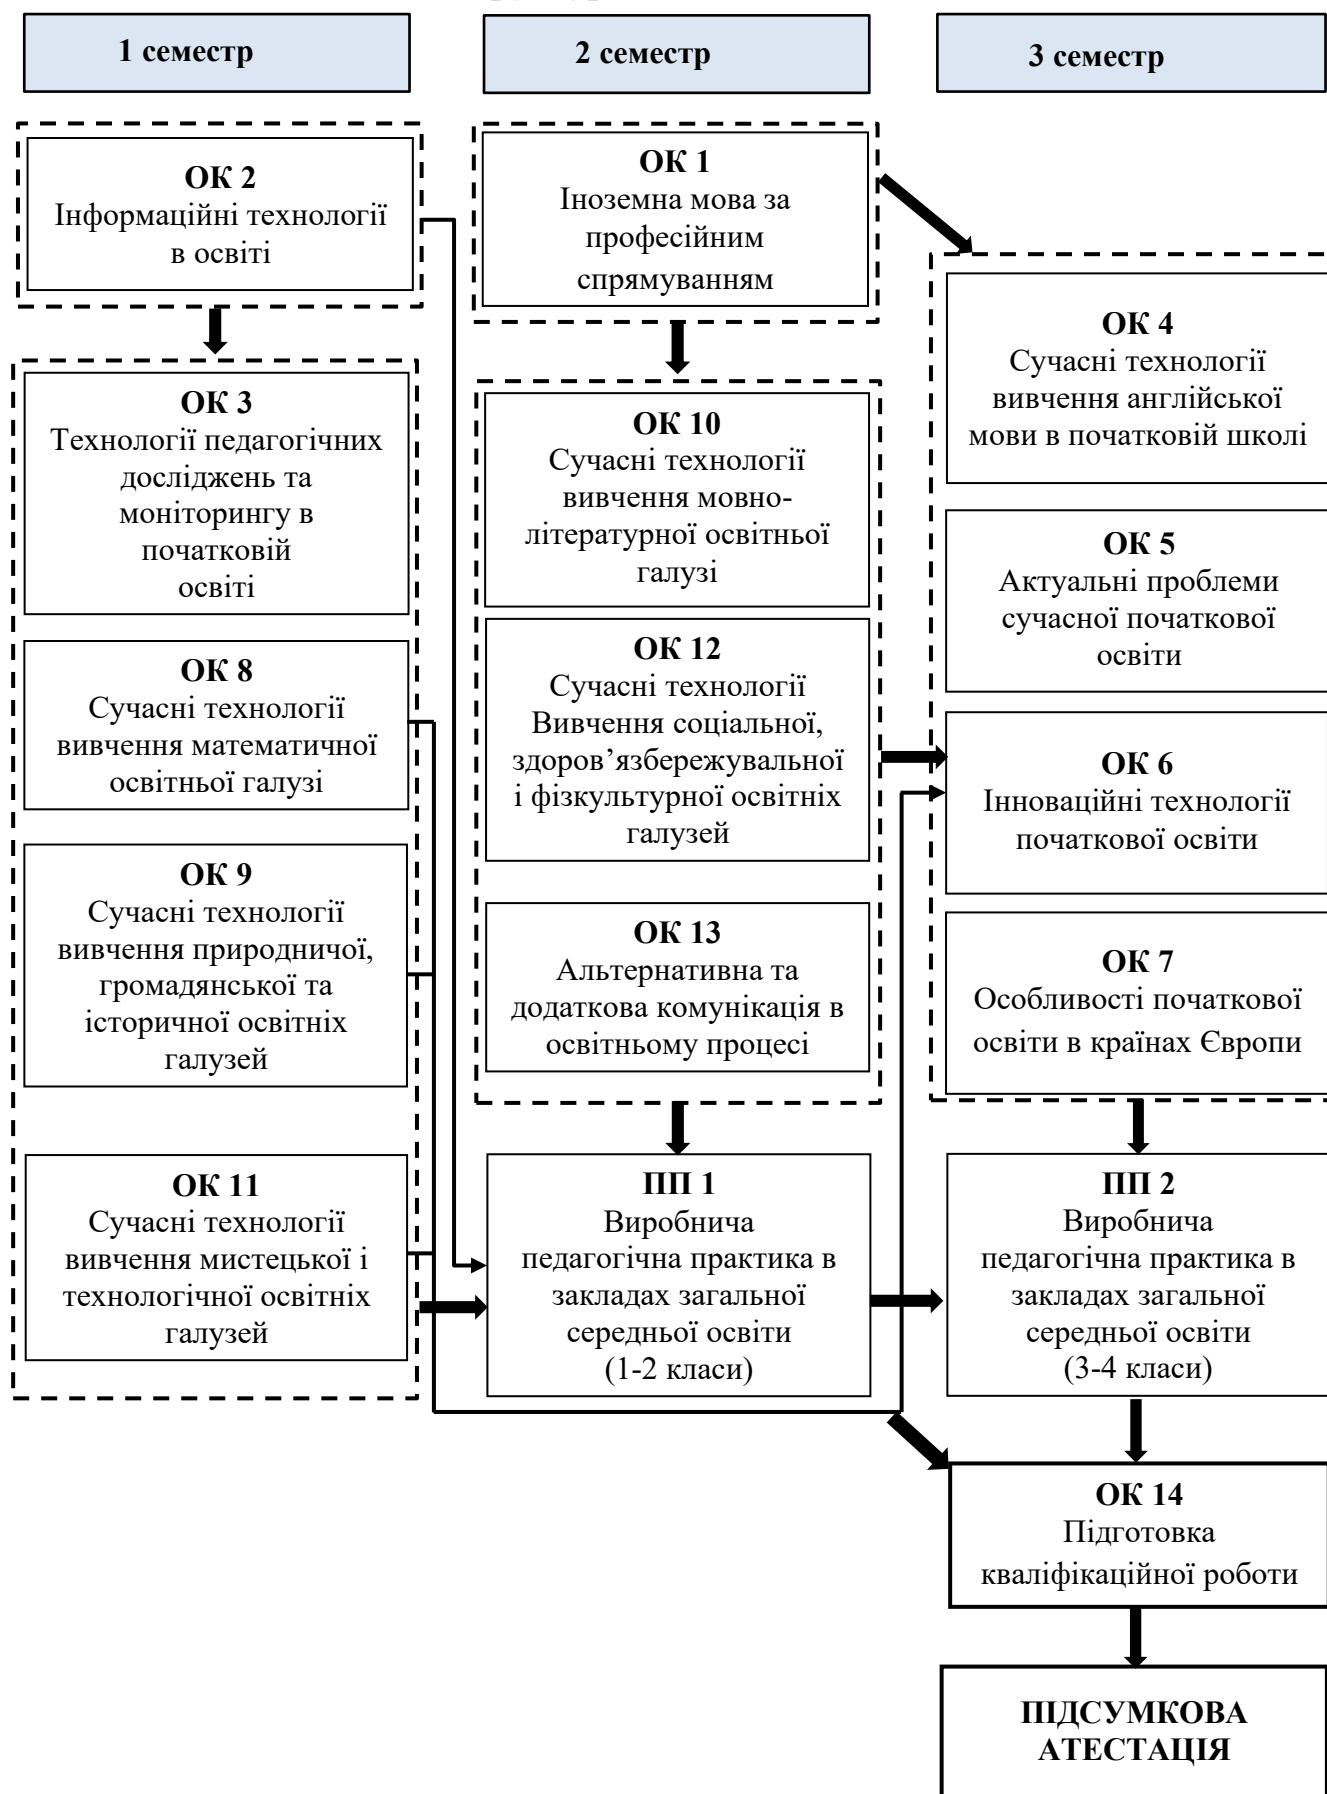 1 семестр
2 семестр
3 семестр
ОК 2
Інформаційні технології
в освіті
ОК 3
Технології педагогічних
досліджень та
моніторингу в
початковій
освіті
ОК 8
Сучасні технології
вивчення математичної
освітньої галузі
ОК 9
Сучасні технології
вивчення природничої,
громадянської та
історичної освітніх
галузей
ОК 11
Сучасні технології
вивчення мистецької і
технологічної освітніх
галузей
ОК 1
Іноземна мова за
професійним
спрямуванням
ОК 10
Сучасні технології
вивчення мовно-
літературної освітньої
галузі
ОК 12
Сучасні технології
Вивчення соціальної,
здоров’язбережувальної
і фізкультурної освітніх
галузей
ОК 13
Альтернативна та
додаткова комунікація в
освітньому процесі
ПП 1
Виробнича
педагогічна практика в
закладах загальної
середньої освіти
(1-2 класи)
ОК 4
Сучасні технології
вивчення англійської
мови в початковій школі
ОК 5
Актуальні проблеми
сучасної початкової
освіти
ОК 6
Інноваційні технології
початкової освіти
ОК 7
Особливості початкової
освіти в країнах Європи
ПП 2
Виробнича
педагогічна практика в
закладах загальної
середньої освіти
(3-4 класи)
ОК 14
Підготовка
кваліфікаційної роботи
ПІДСУМКОВА
АТЕСТАЦІЯ